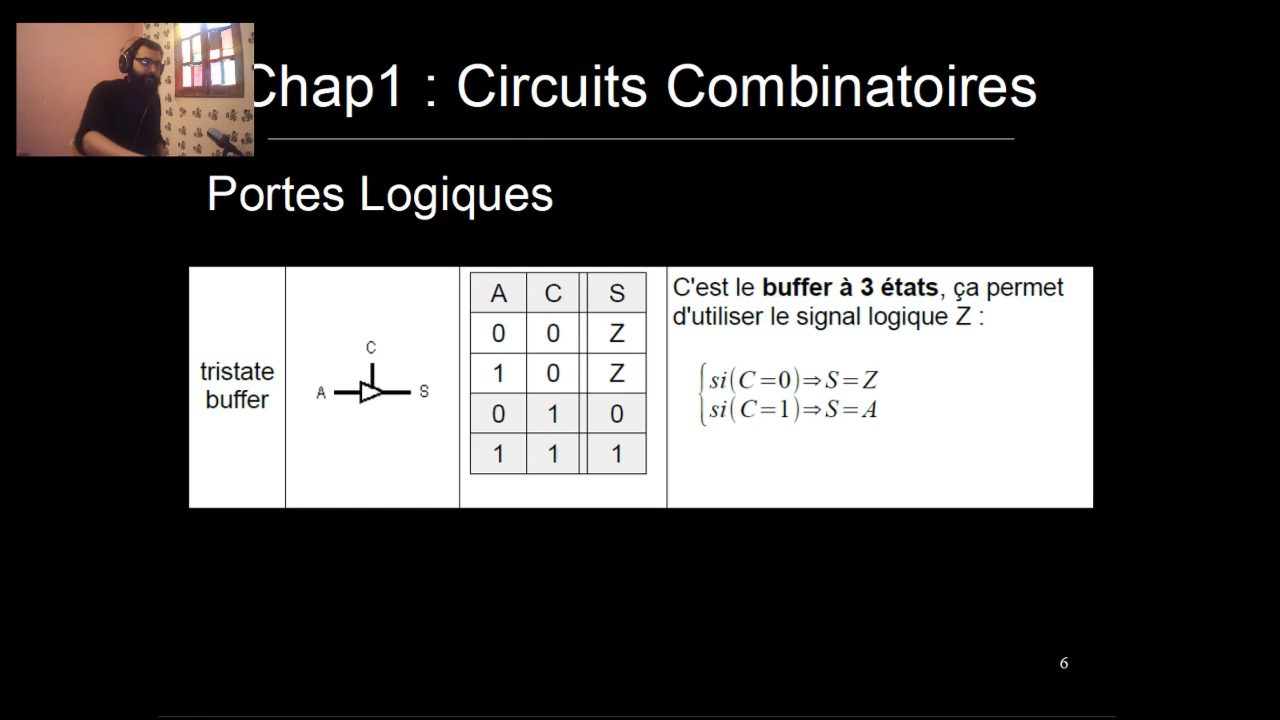 Chap1 : Circuits Combinatoires
Portes Logiques
tristate
buffer
C
A
S
A C S
0 0 Z
1 0 Z
0 1 0
1 1 1
C'est le buffer à 3 états, ça permet
d'utiliser le signal logique Z :
si(C=0)⇒S=Z
si(C=1)⇒S=A
6